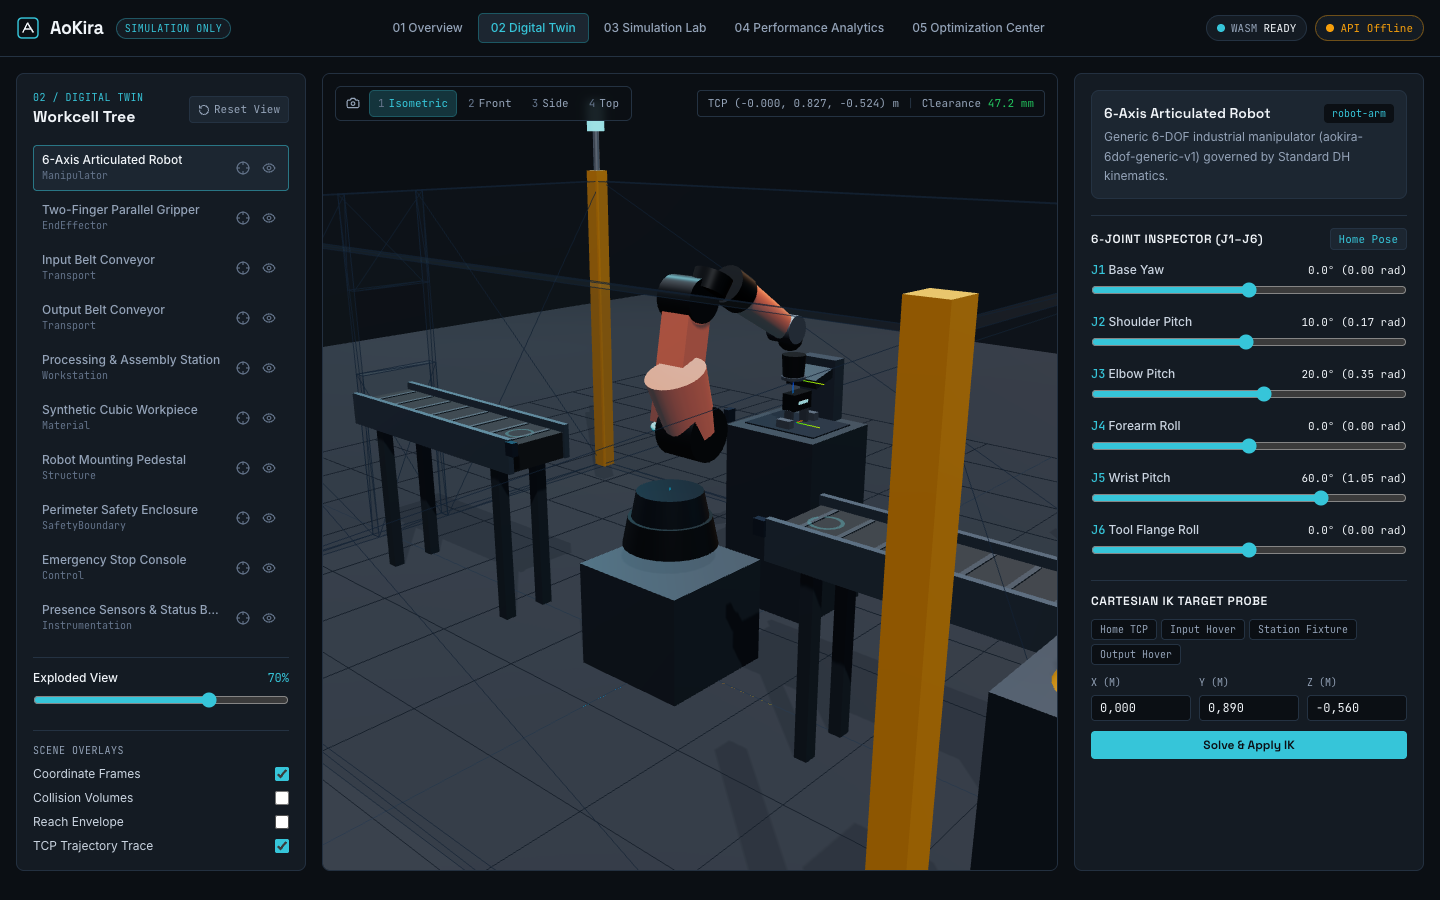 AoKira
SIMULATION ONLY
01 Overview
02 Digital Twin
03 Simulation Lab
04 Performance Analytics
05 Optimization Center
WASM READY
API Offline
02 / DIGITAL TWIN
Workcell Tree
Reset View
6-Axis Articulated Robot
Manipulator
Two-Finger Parallel Gripper
EndEffector
Input Belt Conveyor
Transport
Output Belt Conveyor
Transport
Processing & Assembly Station
Workstation
Synthetic Cubic Workpiece
Material
Robot Mounting Pedestal
Structure
Perimeter Safety Enclosure
SafetyBoundary
Emergency Stop Console
Control
Presence Sensors & Status B...
Instrumentation
Exploded View 70%
SCENE OVERLAYS
Coordinate Frames
Collision Volumes
Reach Envelope
TCP Trajectory Trace
1 Isometric
2 Front
3 Side
4 Top
TCP (-0.000, 0.827, -0.524) m
Clearance 47.2 mm
6-Axis Articulated Robot
robot-arm
Generic 6-DOF industrial manipulator (aokira-
6dof-generic-v1) governed by Standard DH
kinematics.
6-JOINT INSPECTOR (J1–J6)
Home Pose
J1 Base Yaw 0.0° (0.00 rad)
J2 Shoulder Pitch 10.0° (0.17 rad)
J3 Elbow Pitch 20.0° (0.35 rad)
J4 Forearm Roll 0.0° (0.00 rad)
J5 Wrist Pitch 60.0° (1.05 rad)
J6 Tool Flange Roll 0.0° (0.00 rad)
CARTESIAN IK TARGET PROBE
Home TCP
Input Hover
Station Fixture
Output Hover
X (M) Y (M) Z (M)
0,000 0,890 -0,560
Solve & Apply IK